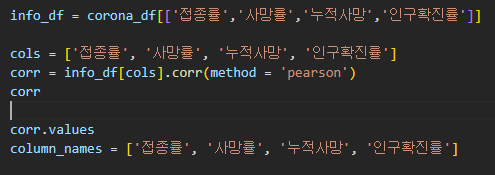 info_df = corona_df[['접종률','사망률','누적사망','인구확진률']]
cols = ['접종률', '사망률', '누적사망', '인구확진률']
corr = info_df[cols].corr(method = 'pearson')
corr
corr.values
column_names = ['접종률', '사망률', '누적사망', '인구확진률']